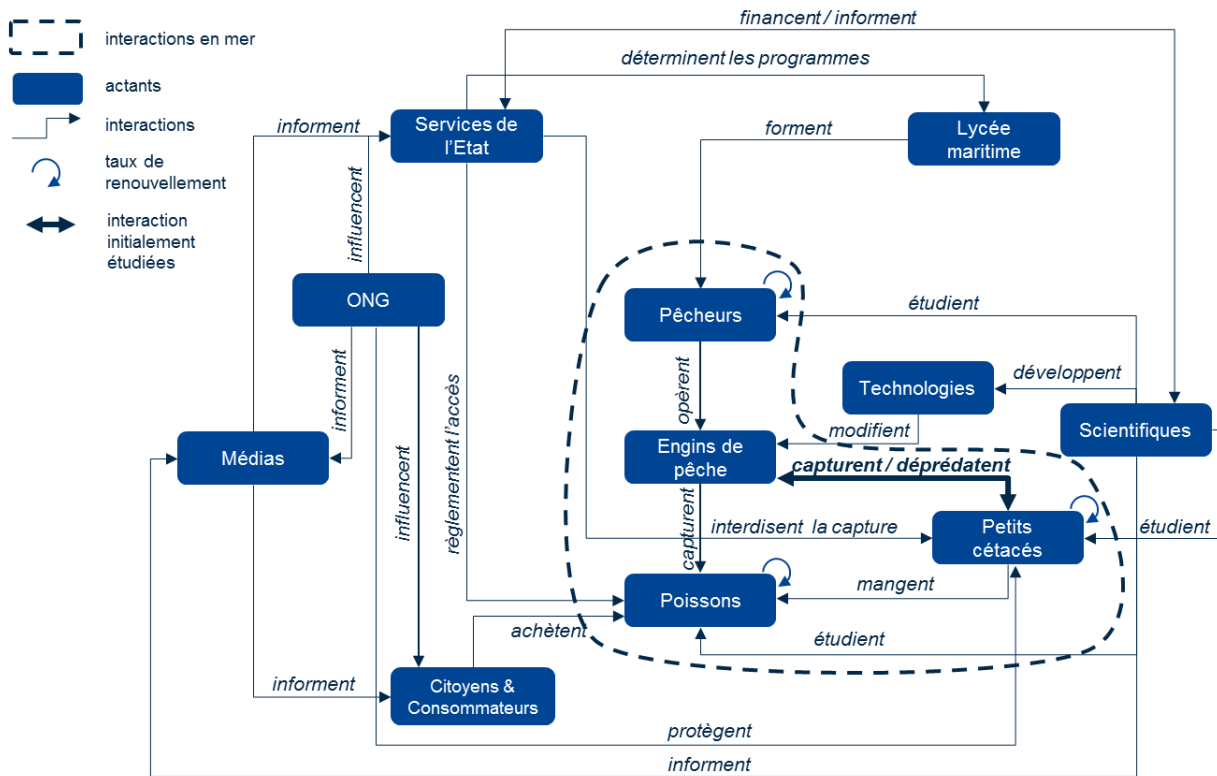 interactions en mer
actants
interactions
taux de
renouvellement
interaction
initialement
étudiées
financent / informent
déterminent les programmes
informent
Services de
l'Etat
forment
Lycée
maritime
influencent
ONG
Pêcheurs
étudient
informent
règlementent l'accès
opèrent
Technologies
développent
Médias
influencent
Engins de
pêche
modifient
Scientifiques
capturent / déprédatent
capturent
interdisent la capture
Petits
cétacés
étudient
Poissons
mangent
achètent
étudient
informent
Citoyens &
Consommateurs
protègent
informent